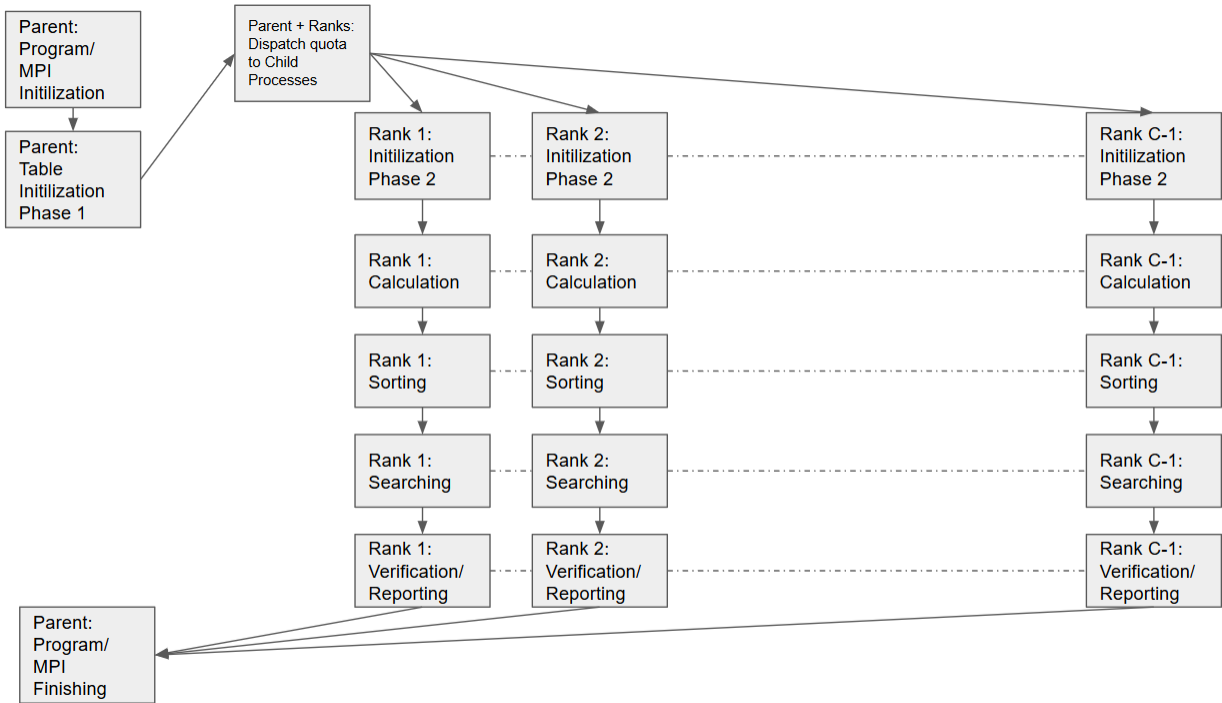 Parent:
Program/
MPI
Initilization
Parent:
Table
Initilization
Phase 1
Parent + Ranks:
Dispatch quota
to Child
Processes
Rank 1:
Initilization
Phase 2
Rank 2:
Initilization
Phase 2
Rank C-1:
Initilization
Phase 2
Rank 1:
Calculation
Rank 2:
Calculation
Rank C-1:
Calculation
Rank 1:
Sorting
Rank 2:
Sorting
Rank C-1:
Sorting
Rank 1:
Searching
Rank 2:
Searching
Rank C-1:
Searching
Rank 1:
Verification/
Reporting
Rank 2:
Verification/
Reporting
Rank C-1:
Verification/
Reporting
Parent:
Program/
MPI
Finishing